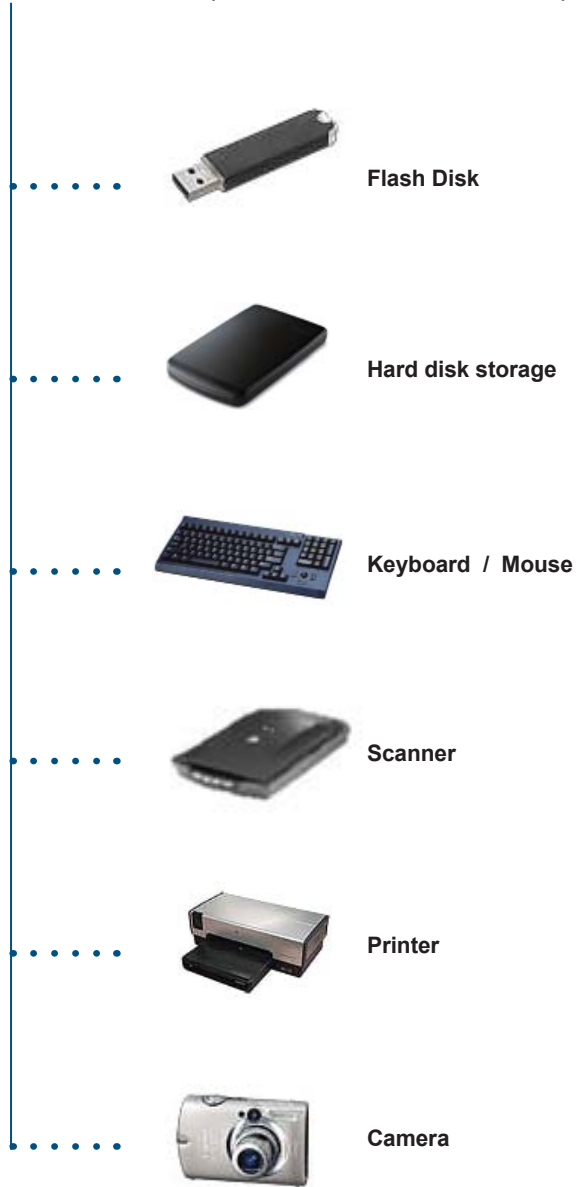 Flash Disk
Hard disk storage
Keyboard / Mouse
Scanner
Printer
Camera